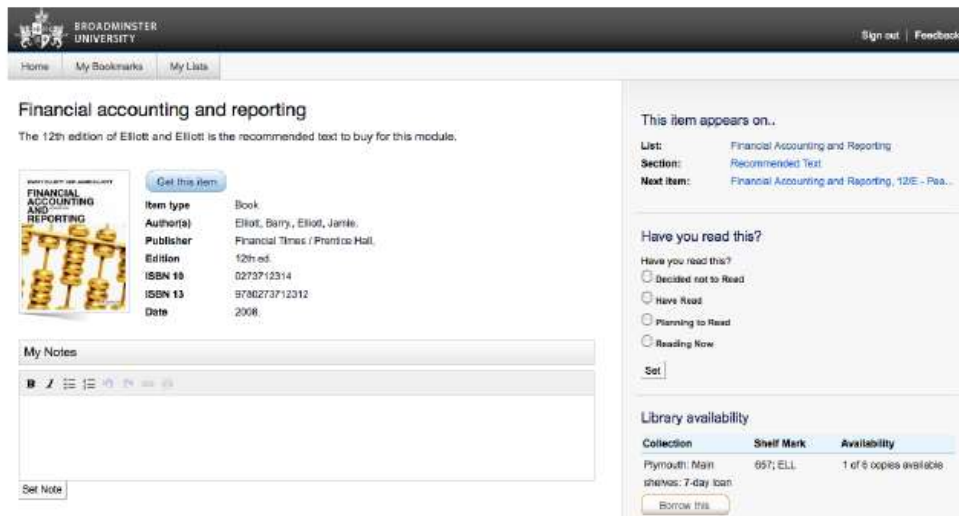 BROADMINSTER
UNIVERSITY
Sign out | Feedback
Home
My Bookmarks
My Lists
Financial accounting and reporting
The 12th edition of Elliott and Elliott is the recommended text to buy for this module.
FINANCIAL
ACCOUNTING
AND
REPORTING
Get this item
Item type Book
Author(s) Elliott, Barry., Elliott, Jamie.
Publisher Financial Times / Prentice Hall,
Edition 12th ed.
ISBN 10 0273712314
ISBN 13 9780273712312
Date 2008.
My Notes
B I
Set Note
This item appears on..
List: Financial Accounting and Reporting
Section: Recommended Text
Next item: Financial Accounting and Reporting, 12/E - Pea...
Have you read this?
Have you read this?
Decided not to Read
Have Read
Planning to Read
Reading Now
Set
Library availability
Collection Shelf Mark Availability
Plymouth: Main 657; ELL 1 of 6 copies available
shelves: 7-day loan
Borrow this